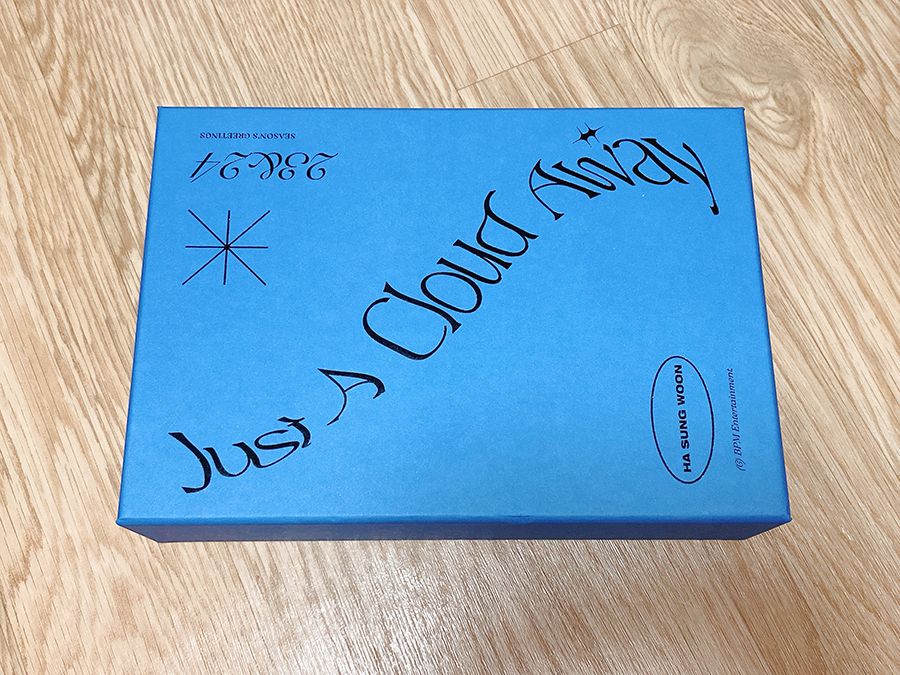 SEASON'S GREETINGS
23&24
Just A Cloud Away
HA SUNG WOON
© BPM Entertainment